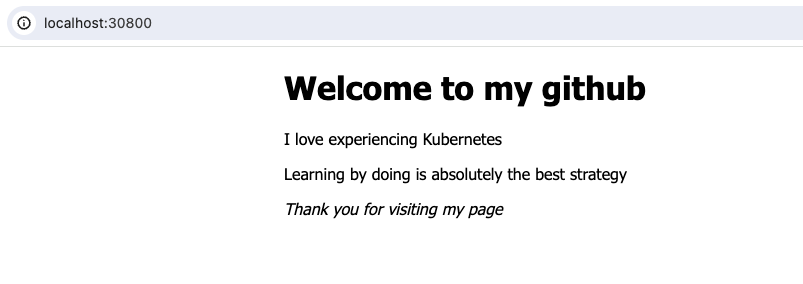 localhost:30800
Welcome to my github
I love experiencing Kubernetes
Learning by doing is absolutely the best strategy
Thank you for visiting my page